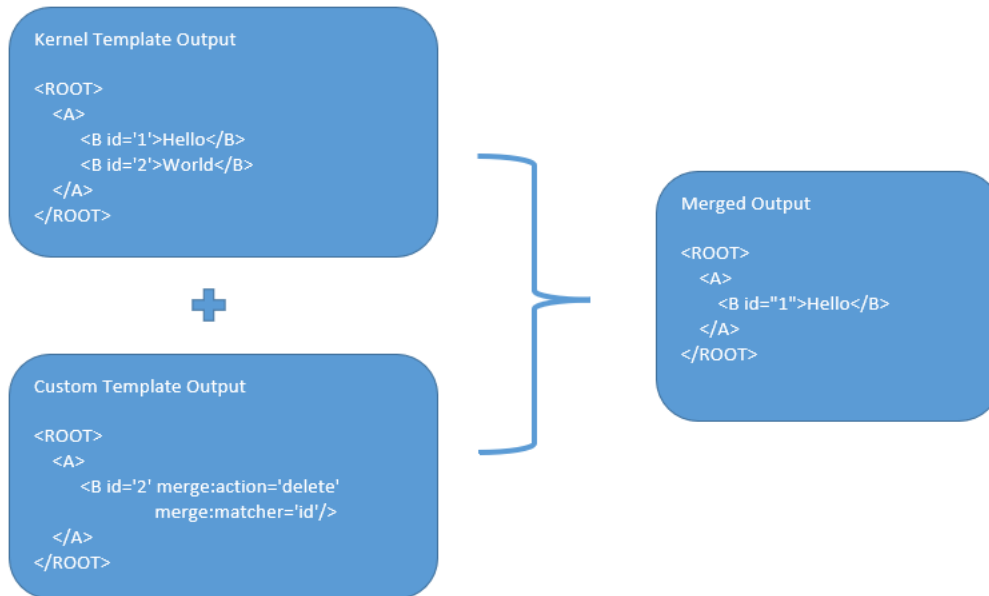 Kernel Template Output
<ROOT>
<A>
<B id='1'>Hello</B>
<B id='2'>World</B>
</A>
</ROOT>
Custom Template Output
<ROOT>
<A>
<B id='2' merge:action='delete'
merge:matcher='id'/>
</A>
</ROOT>
Merged Output
<ROOT>
<A>
<B id="1">Hello</B>
</A>
</ROOT>